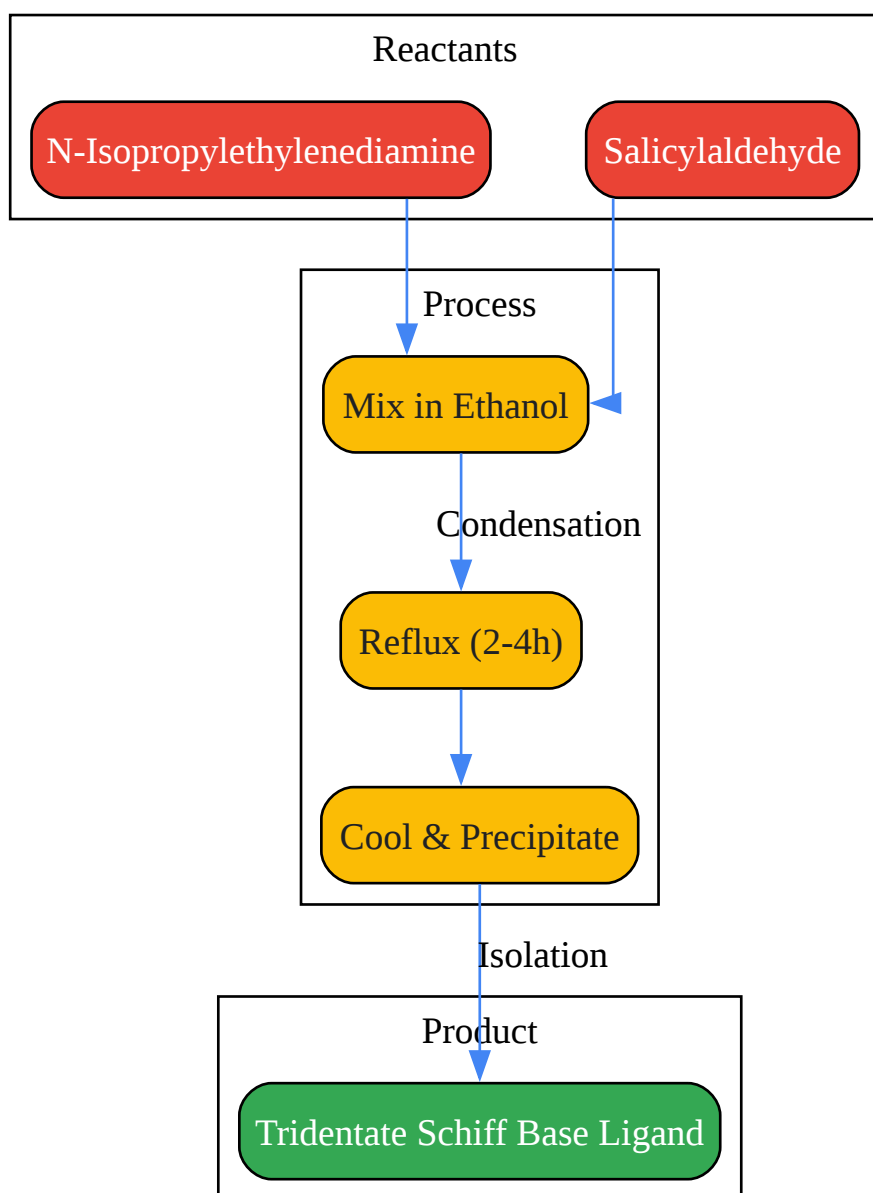 Reactants
N-Isopropylethylenediamine
Salicylaldehyde
Process
Mix in Ethanol
Condensation
Reflux (2-4h)
Cool & Precipitate
Isolation
Product
Tridentate Schiff Base Ligand